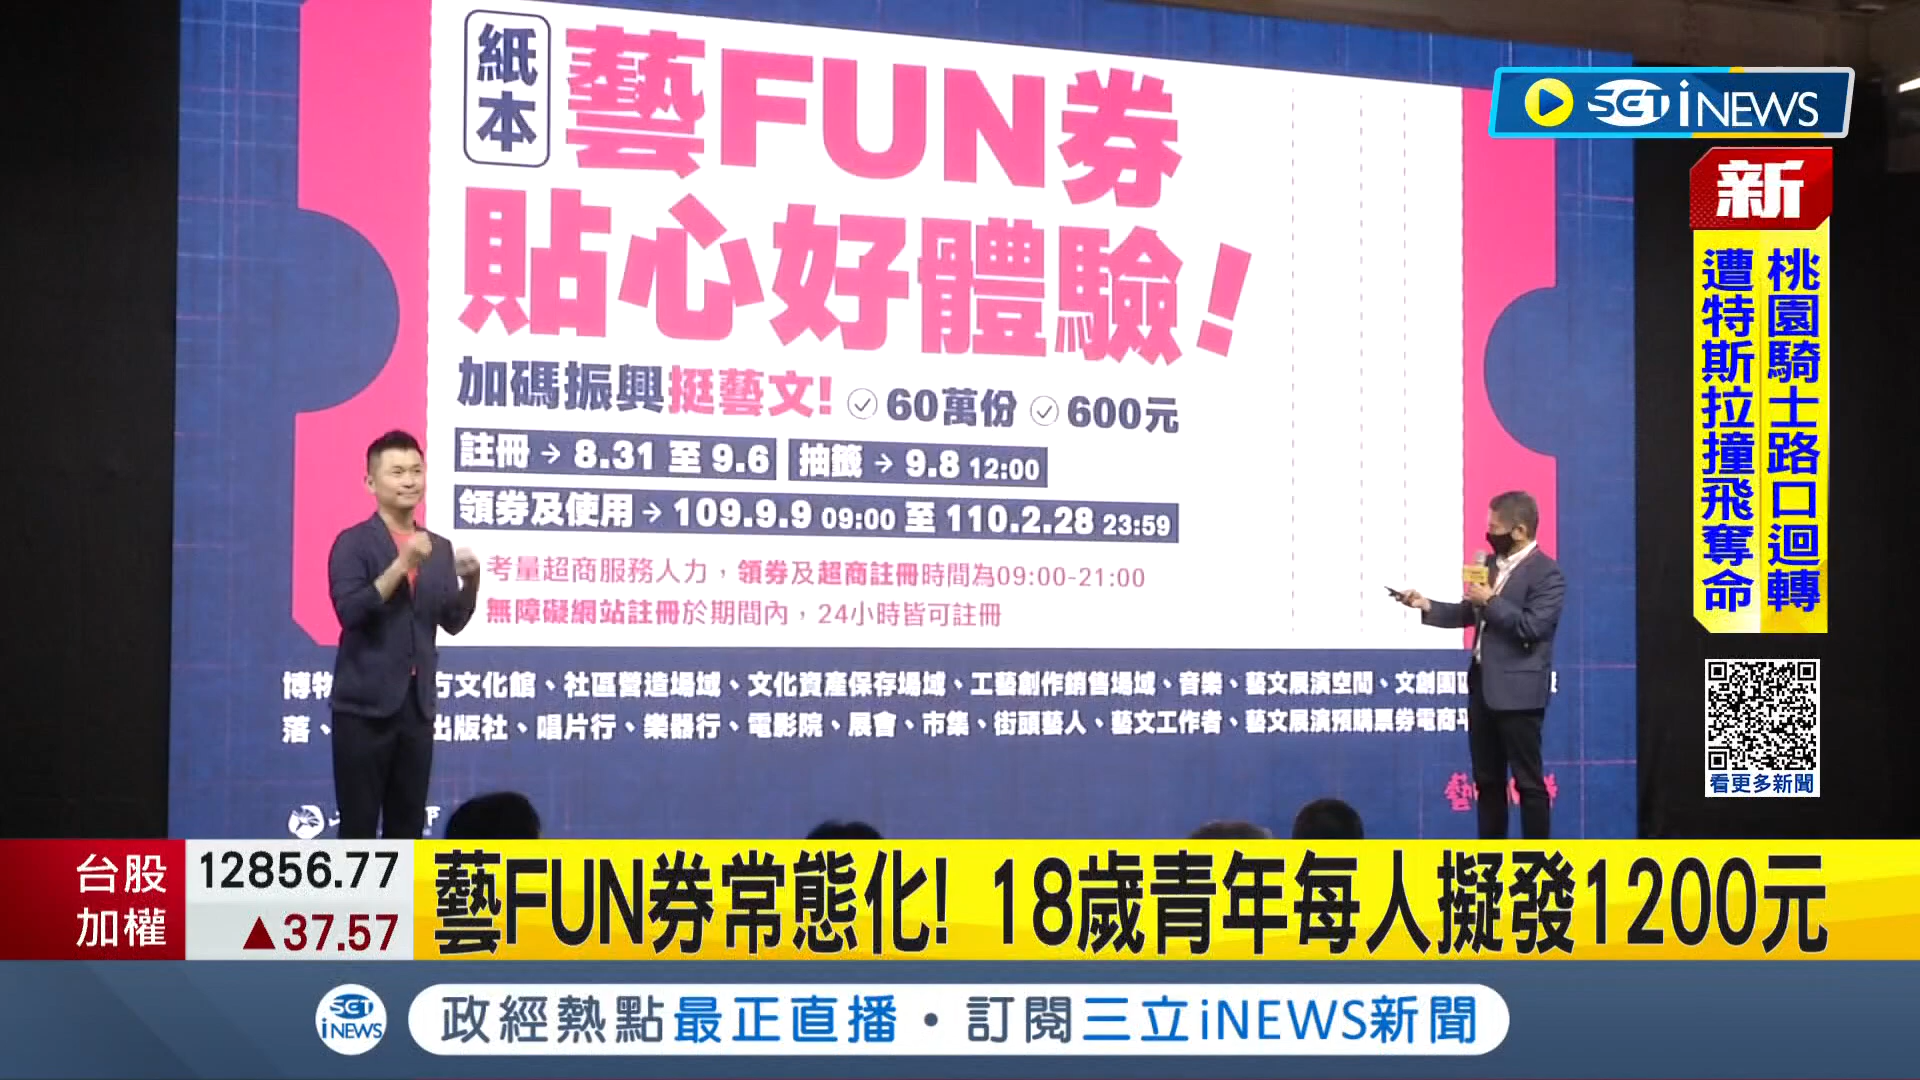 紙本
藝FUN券
貼心好體驗!
加碼振興挺藝文! 60萬份 600元
註冊→8.31 至 9.6 抽籤→9.8 12:00
領券及使用→109.9.9 09:00 至 110.2.28 23:59
考量超商服務人力,領券及超商註冊時間為09:00-21:00
無障礙網站註冊於期間內,24小時皆可註冊
博物 方文化館、社區營造場域、文化資產保存場域、工藝創作銷售場域、音樂、藝文展演空間、文創園
落、 出版社、唱片行、樂器行、電影院、展會、市集、街頭藝人、藝文工作者、藝文展演預購票券電商
SET iNEWS
新
桃園騎士路口迴轉
遭特斯拉撞飛奪命
看更多新聞
台股
加權
12856.77
▲37.57
藝FUN券常態化! 18歲青年每人擬發1200元
SET iNEWS
政經熱點最正直播・訂閱三立iNEWS新聞